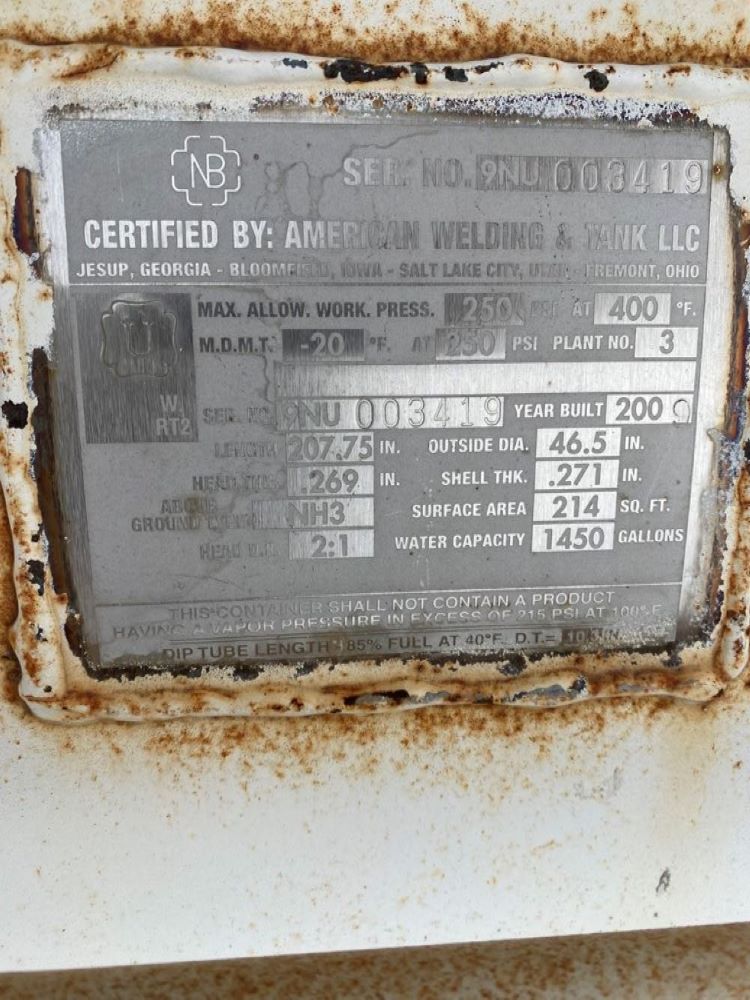 NB SER. NO. 9NU 003419
CERTIFIED BY: AMERICAN WELDING & TANK LLC
JESUP, GEORGIA - BLOOMFIELD, IOWA - SALT LAKE CITY, UTAH - FREMONT, OHIO
U MAX. ALLOW. WORK. PRESS. 250 PSI AT 400 °F.
M.D.M.T. -20 °F. AT 250 PSI PLANT NO. 3
W
RT2
SER. NO. 9NU 003419 YEAR BUILT 2009
LENGTH 207.75 IN. OUTSIDE DIA. 46.5 IN.
HEAD THK. .269 IN. SHELL THK. .271 IN.
ABOVE
GROUND NH3 SURFACE AREA 214 SQ. FT.
HEAD 2:1 WATER CAPACITY 1450 GALLONS
THIS CONTAINER SHALL NOT CONTAIN A PRODUCT
HAVING A VAPOR PRESSURE IN EXCESS OF 215 PSI AT 100°F.
DIP TUBE LENGTH 85% FULL AT 40°F. D.T.=